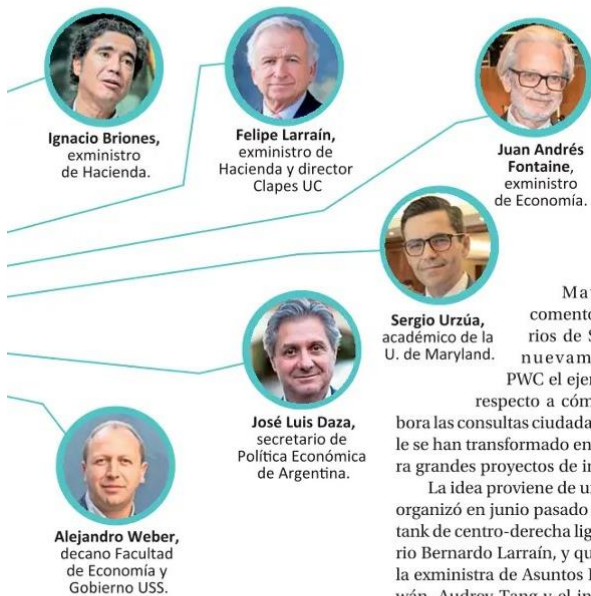 Ignacio Briones,
exministro
de Hacienda.
Felipe Larraín,
exministro de
Hacienda y director
Clapes UC
Juan Andrés
Fontaine,
exministro
de Economía.
Sergio Urzúa,
académico de la
U. de Maryland.
José Luis Daza,
secretario de
Política Económica
de Argentina.
Alejandro Weber,
decano Facultad
de Economía y
Gobierno USS.
comento
rios de S
nuevam
PWC el ejer
respecto a cóm
bora las consultas ciudada
le se han transformado en
ra grandes proyectos de in
La idea proviene de un
organizó en junio pasado
tank de centro-derecha lig
rio Bernardo Larraín, y qu
la exministra de Asuntos